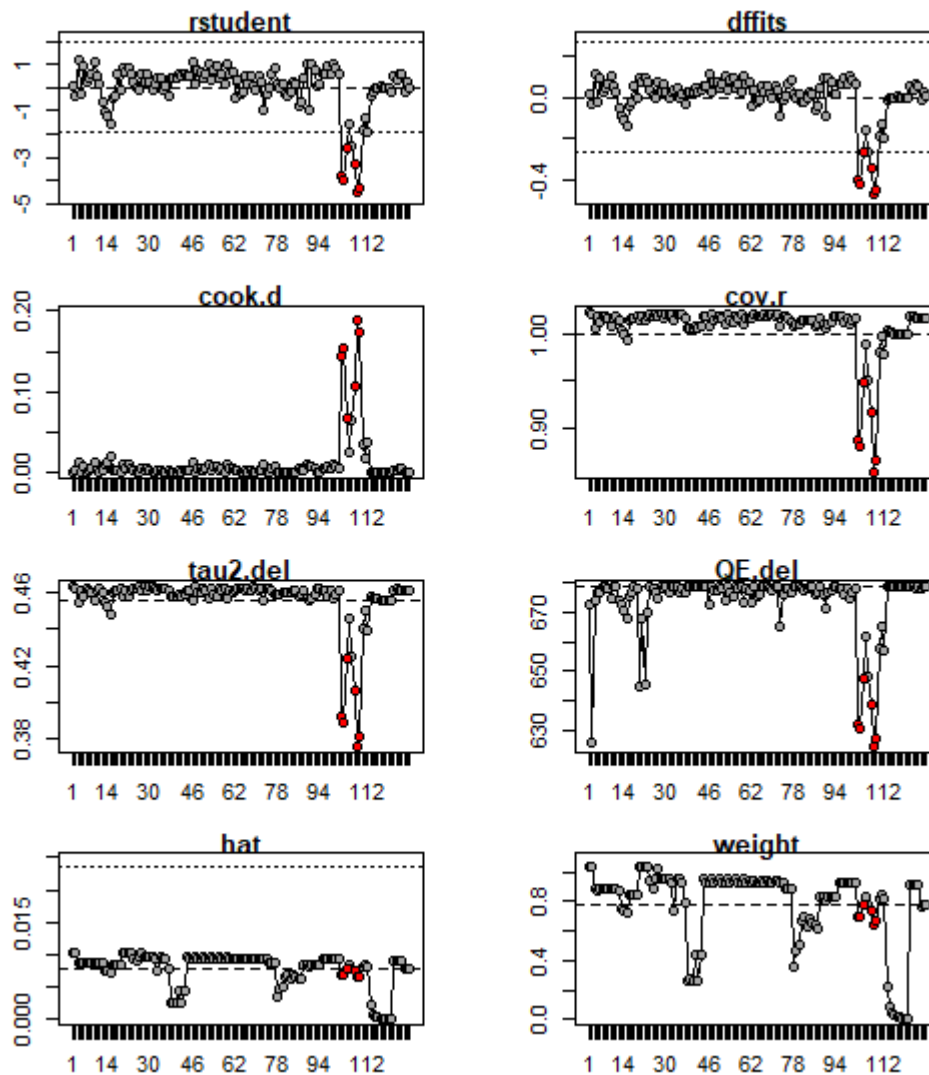 rstudent dffits
1 -1 -3 -5 0.0 -0.4
1 14 30 46 62 78 94 112 1 14 30 46 62 78 94 112
cook.d cov.r
0.20 0.10 0.00 1.00 0.90
1 14 30 46 62 78 94 112 1 14 30 46 62 78 94 112
tau2.del QE.del
0.46 0.42 0.38 670 650 630
1 14 30 46 62 78 94 112 1 14 30 46 62 78 94 112
hat weight
0.015 0.000 0.8 0.4 0.0
1 14 30 46 62 78 94 112 1 14 30 46 62 78 94 112